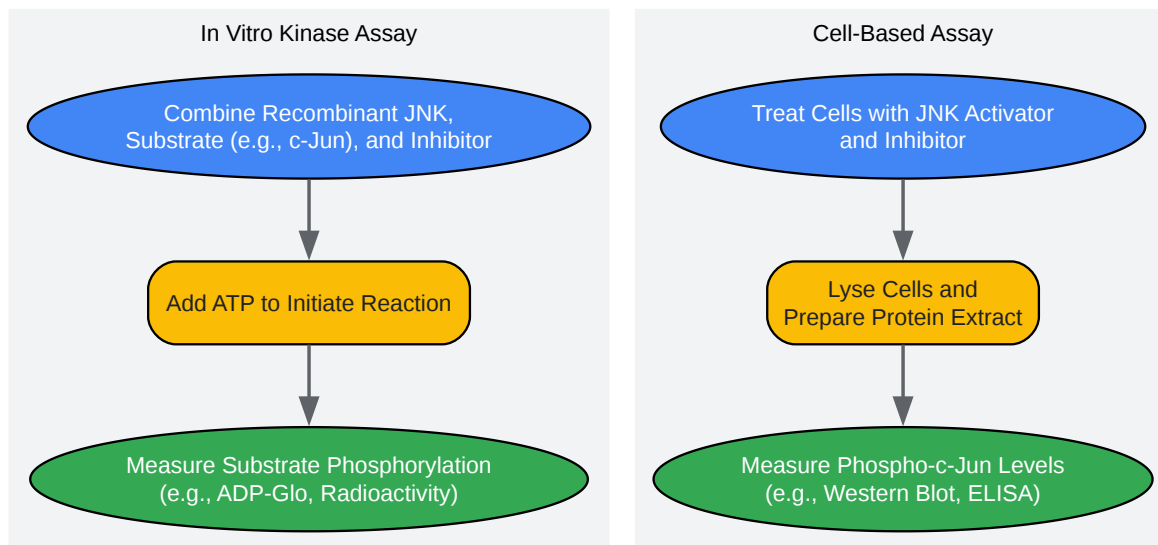 In Vitro Kinase Assay
Combine Recombinant JNK,
Substrate (e.g., c-Jun), and Inhibitor
Add ATP to Initiate Reaction
Measure Substrate Phosphorylation
(e.g., ADP-Glo, Radioactivity)
Cell-Based Assay
Treat Cells with JNK Activator
and Inhibitor
Lyse Cells and
Prepare Protein Extract
Measure Phospho-c-Jun Levels
(e.g., Western Blot, ELISA)